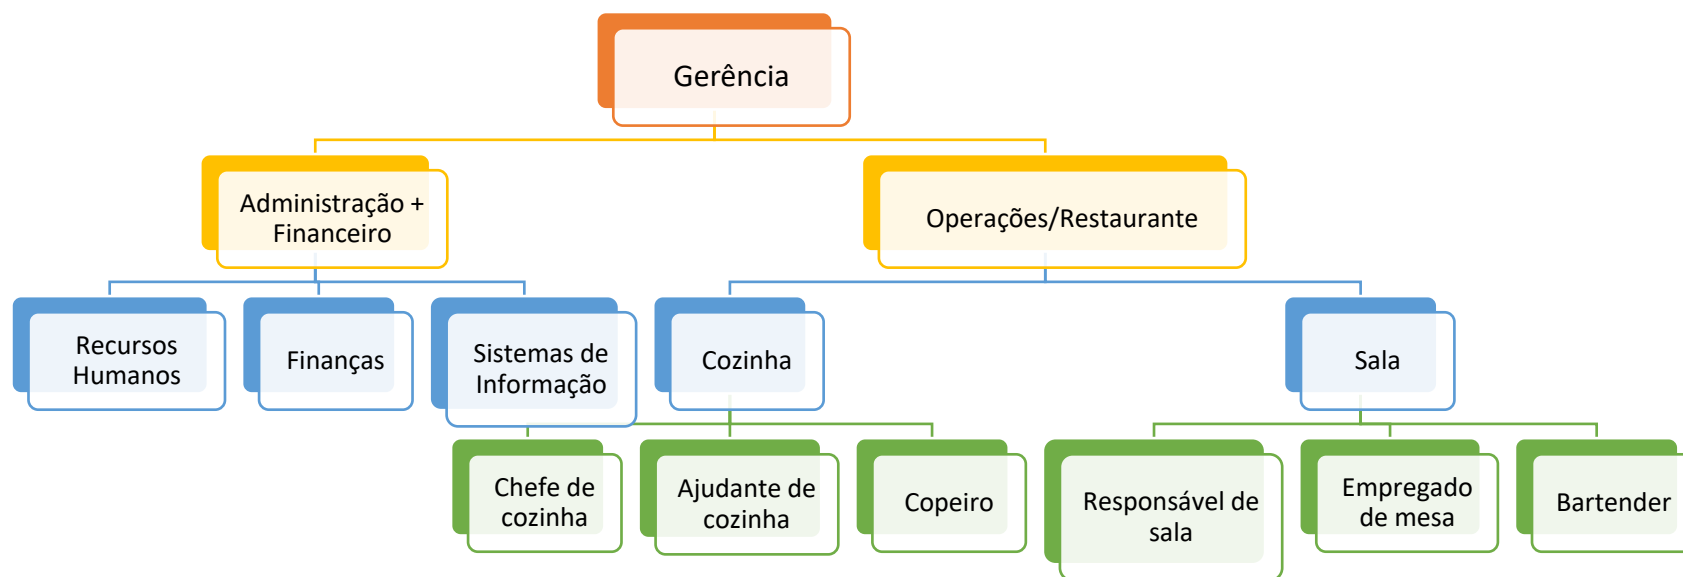 Gerência
Administração +
Financeiro
Operações/Restaurante
Recursos
Humanos
Finanças
Sistemas de
Informação
Cozinha
Sala
Chefe de
cozinha
Ajudante de
cozinha
Copeiro
Responsável de
sala
Empregado
de mesa
Bartender